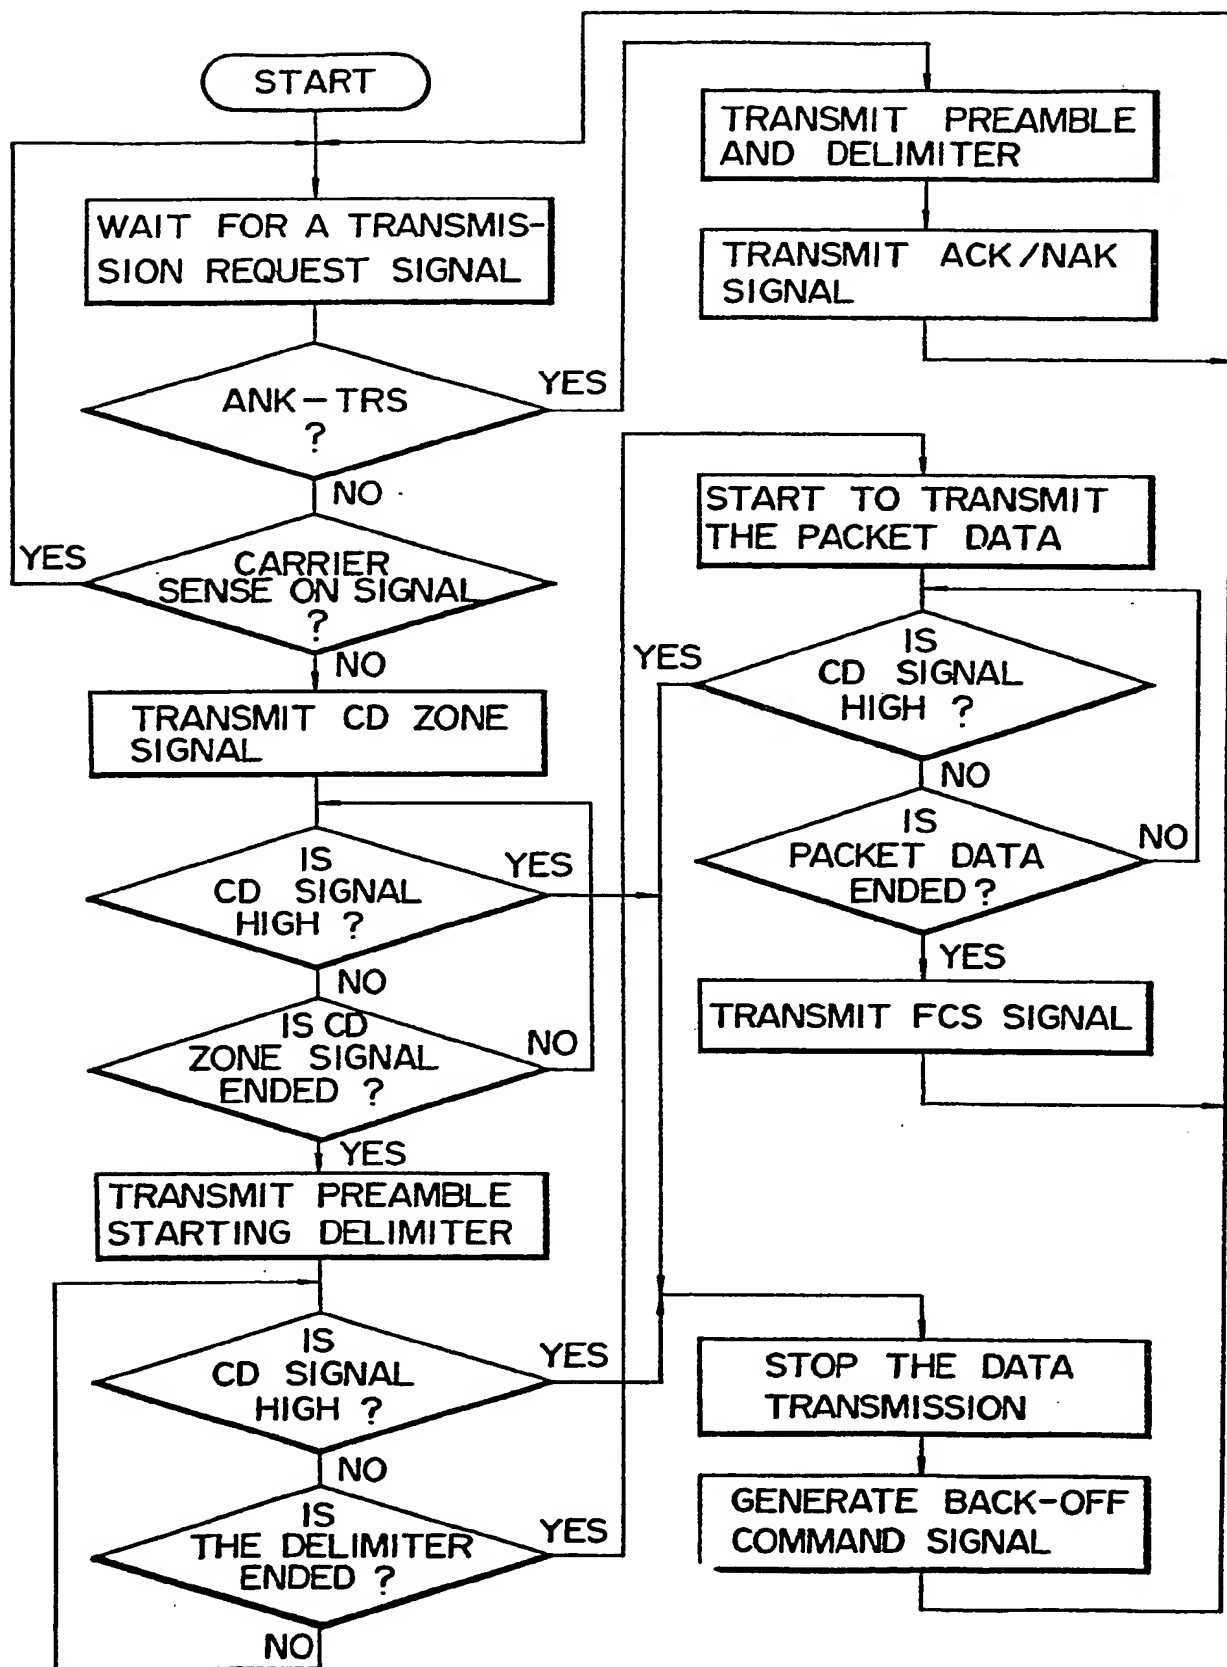 START
WAIT FOR A TRANSMIS-
SION REQUEST SIGNAL
ANK-TRS
?
YES
NO
CARRIER
SENSE ON SIGNAL
?
YES
NO
TRANSMIT CD ZONE
SIGNAL
IS
CD SIGNAL
HIGH ?
YES
NO
IS CD
ZONE SIGNAL
ENDED ?
NO
YES
TRANSMIT PREAMBLE
STARTING DELIMITER
IS
CD SIGNAL
HIGH ?
YES
NO
IS
THE DELIMITER
ENDED ?
YES
NO
TRANSMIT PREAMBLE
AND DELIMITER
TRANSMIT ACK/NAK
SIGNAL
START TO TRANSMIT
THE PACKET DATA
IS
CD SIGNAL
HIGH ?
YES
NO
IS
PACKET DATA
ENDED?
NO
YES
TRANSMIT FCS SIGNAL
STOP THE DATA
TRANSMISSION
GENERATE BACK-OFF
COMMAND SIGNAL